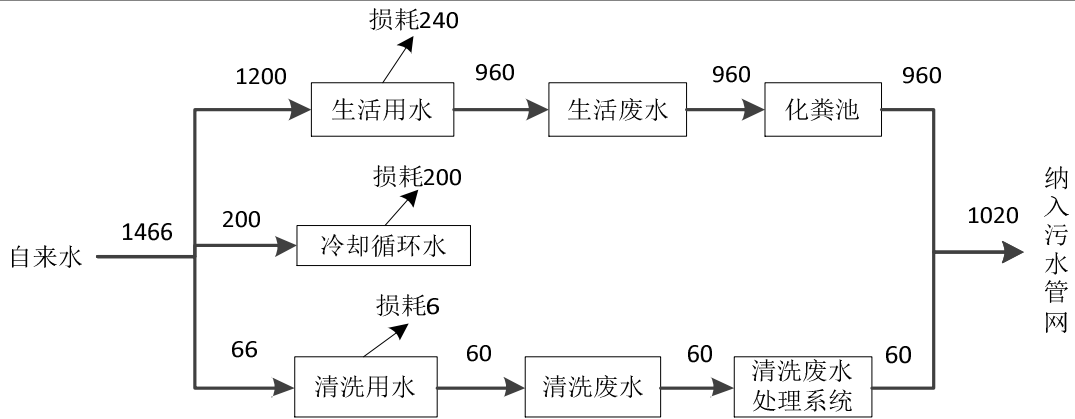 损耗240
1200
960
960
960
生活用水
生活废水
化粪池
损耗200
自来水
1466
200
冷却循环水
1020
纳入污水管网
损耗6
66
60
60
60
清洗用水
清洗废水
清洗废水
处理系统